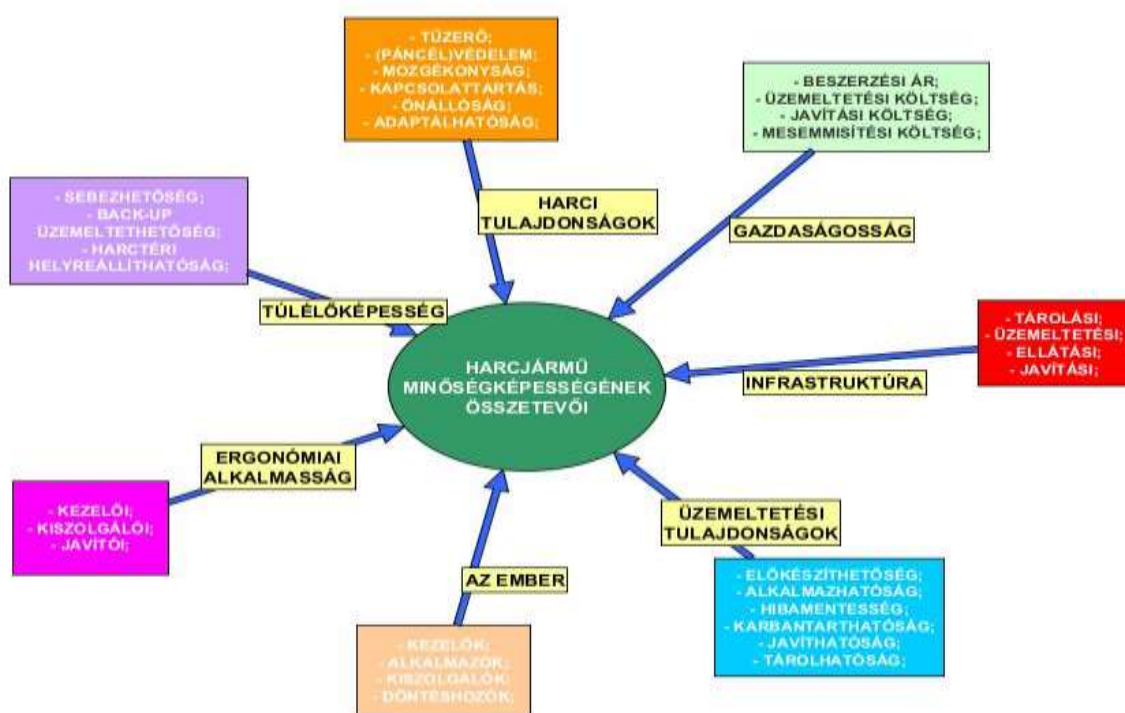 - TŰZERŐ;
- (PÁNCÉL)VÉDELEM;
- MOZGÉKONYSÁG;
- KAPCSOLATTARTÁS;
- ÖNÁLLÓSÁG;
- ADAPTÁLHATÓSÁG;
- BESZERZÉSI ÁR;
- ÜZEMELTETÉSI KÖLTSÉG;
- JAVÍTÁSI KÖLTSÉG;
- MESEMMISÍTÉSI KÖLTSÉG;
- SEBEZHETŐSÉG;
- BACK-UP
ÜZEMELTETHETŐSÉG;
- HARCTÉRI
HELYREÁLLÍTHATÓSÁG;
HARCI
TULAJDONSÁGOK
GAZDASÁGOSSÁG
TÚLÉLŐKÉPESSÉG
- TÁROLÁSI;
- ÜZEMELTETÉSI;
- ELLÁTÁSI;
- JAVÍTÁSI;
HARCJÁRMŰ
MINŐSÉGKÉPESSÉGÉNEK
ÖSSZETEVŐI
INFRASTRUKTÚRA
ERGONÓMIAI
ALKALMASSÁG
- KEZELŐI;
- KISZOLGÁLÓI;
- JAVÍTÓI;
ÜZEMELTETÉSI
TULAJDONSÁGOK
AZ EMBER
- ELŐKÉSZÍTHETŐSÉG;
- ALKALMAZHATÓSÁG;
- HIBAMENTESSÉG;
- KARBANTARTHATÓSÁG;
- JAVÍTHATÓSÁG;
- TÁROLHATÓSÁG;
- KEZELŐK;
- ALKALMAZÓK;
- KISZOLGÁLÓK;
- DÖNTÉSHOZÓK;